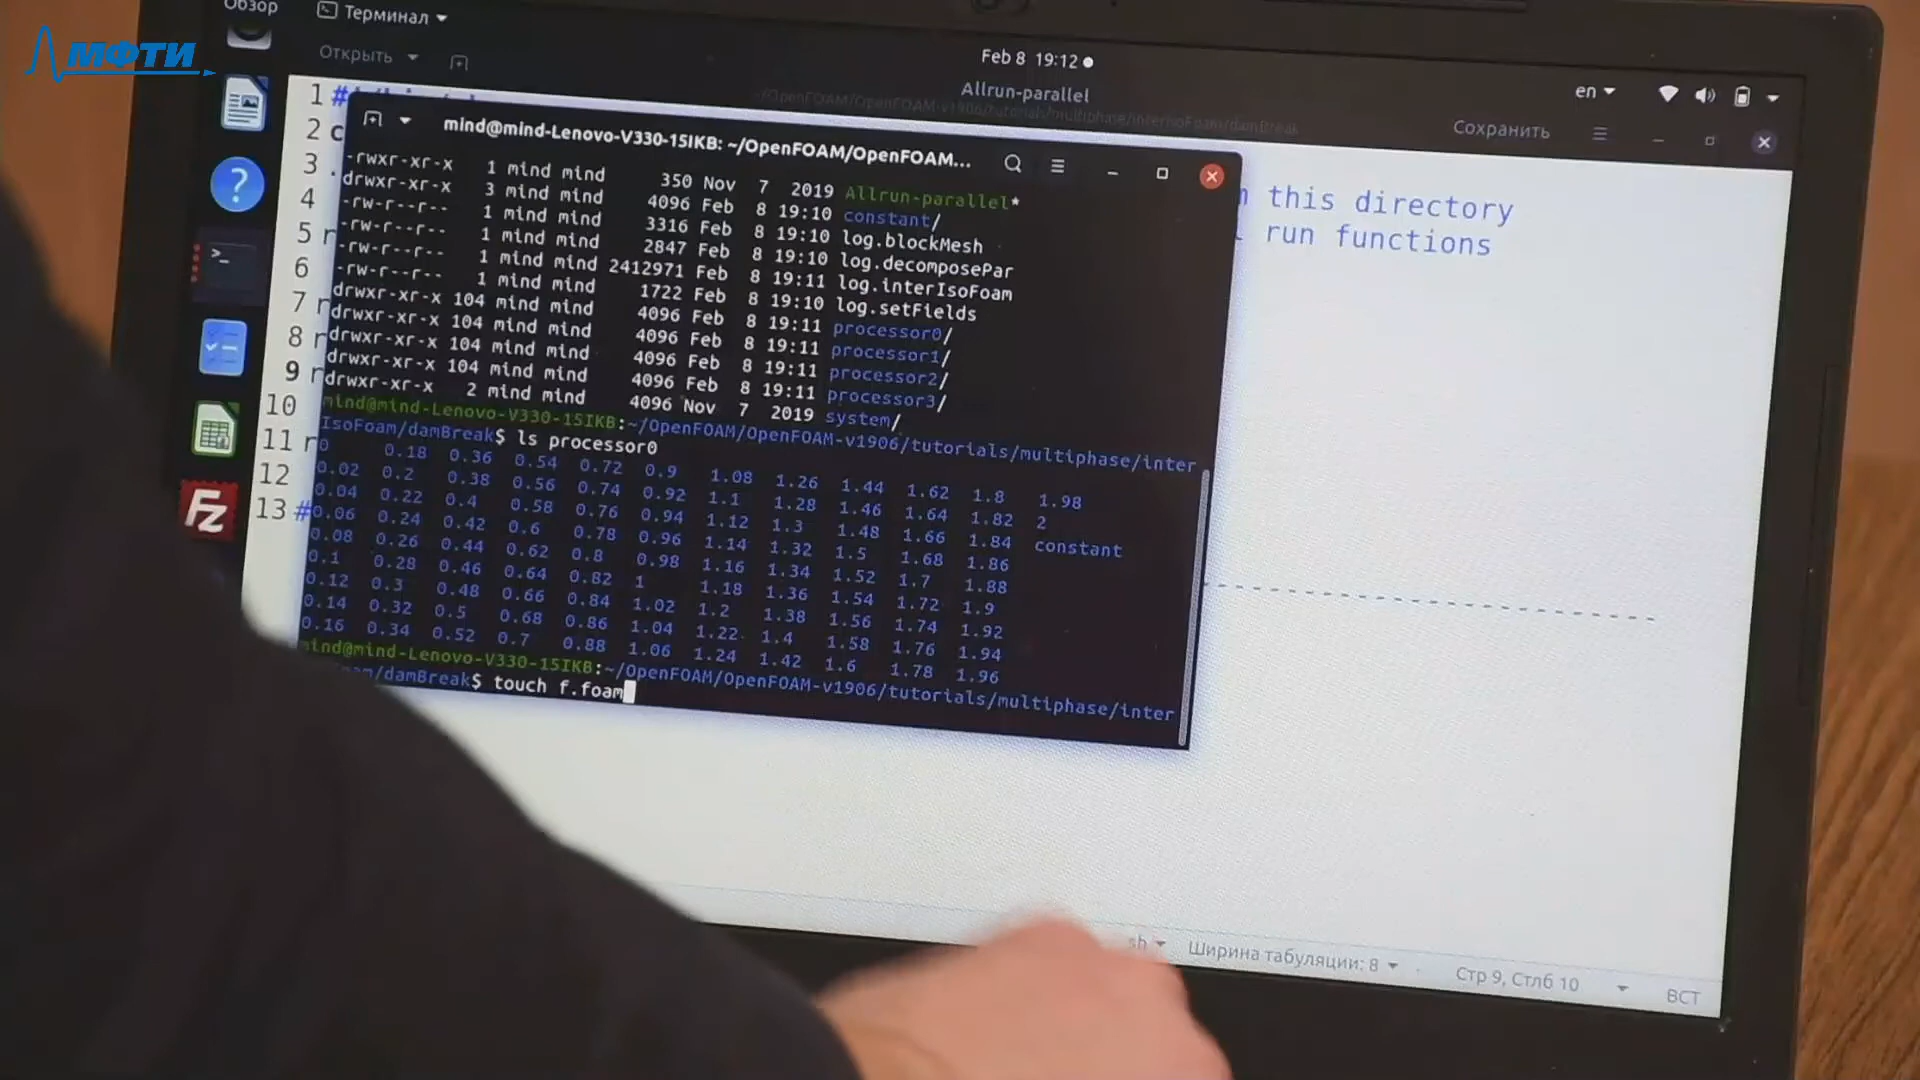 МФТИ
Обзор
Терминал
Feb 8 19:12
en
Открыть
Allrun-parallel
~/OpenFOAM/OpenFOAM-v1906/tutorials/multiphase/interIsoFoam/damBreak
Сохранить
1 #
2 c
3 .
4
5 r
6
7 r
8 r
9 r
10
11 r
12
13 #
this directory
run functions
mind@mind-Lenovo-V330-15IKB: ~/OpenFOAM/OpenFOAM...
-rwxr-xr-x 1 mind mind 350 Nov 7 2019 Allrun-parallel*
drwxr-xr-x 3 mind mind 4096 Feb 8 19:10 constant/
-rw-r--r-- 1 mind mind 3316 Feb 8 19:10 log.blockMesh
-rw-r--r-- 1 mind mind 2847 Feb 8 19:10 log.decomposePar
-rw-r--r-- 1 mind mind 2412971 Feb 8 19:11 log.interIsoFoam
-rw-r--r-- 1 mind mind 1722 Feb 8 19:10 log.setFields
drwxr-xr-x 104 mind mind 4096 Feb 8 19:11 processor0/
drwxr-xr-x 104 mind mind 4096 Feb 8 19:11 processor1/
drwxr-xr-x 104 mind mind 4096 Feb 8 19:11 processor2/
drwxr-xr-x 104 mind mind 4096 Feb 8 19:11 processor3/
drwxr-xr-x 2 mind mind 4096 Nov 7 2019 system/
mind@mind-Lenovo-V330-15IKB:~/OpenFOAM/OpenFOAM-v1906/tutorials/multiphase/inter
IsoFoam/damBreak$ ls processor0
0 0.18 0.36 0.54 0.72 0.9 1.08 1.26 1.44 1.62 1.8 1.98
0.02 0.2 0.38 0.56 0.74 0.92 1.1 1.28 1.46 1.64 1.82 2
0.04 0.22 0.4 0.58 0.76 0.94 1.12 1.3 1.48 1.66 1.84 constant
0.06 0.24 0.42 0.6 0.78 0.96 1.14 1.32 1.5 1.68 1.86
0.08 0.26 0.44 0.62 0.8 0.98 1.16 1.34 1.52 1.7 1.88
0.1 0.28 0.46 0.64 0.82 1 1.18 1.36 1.54 1.72 1.9
0.12 0.3 0.48 0.66 0.84 1.02 1.2 1.38 1.56 1.74 1.92
0.14 0.32 0.5 0.68 0.86 1.04 1.22 1.4 1.58 1.76 1.94
0.16 0.34 0.52 0.7 0.88 1.06 1.24 1.42 1.6 1.78 1.96
mind@mind-Lenovo-V330-15IKB:~/OpenFOAM/OpenFOAM-v1906/tutorials/multiphase/inter
/damBreak$ touch f.foam
sh
Ширина табуляции: 8
Стр 9, Стлб 10
ВСТ
Fz